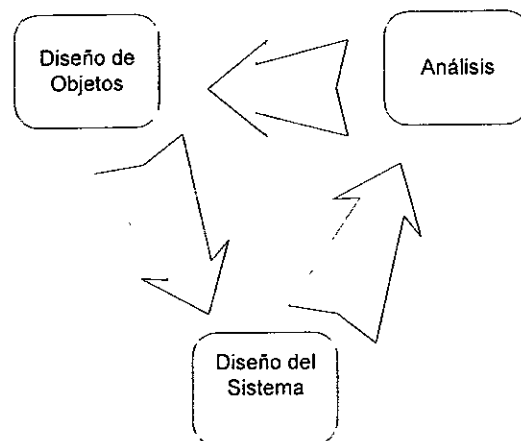 Diseño de
Objetos
Análisis
Diseño del
Sistema